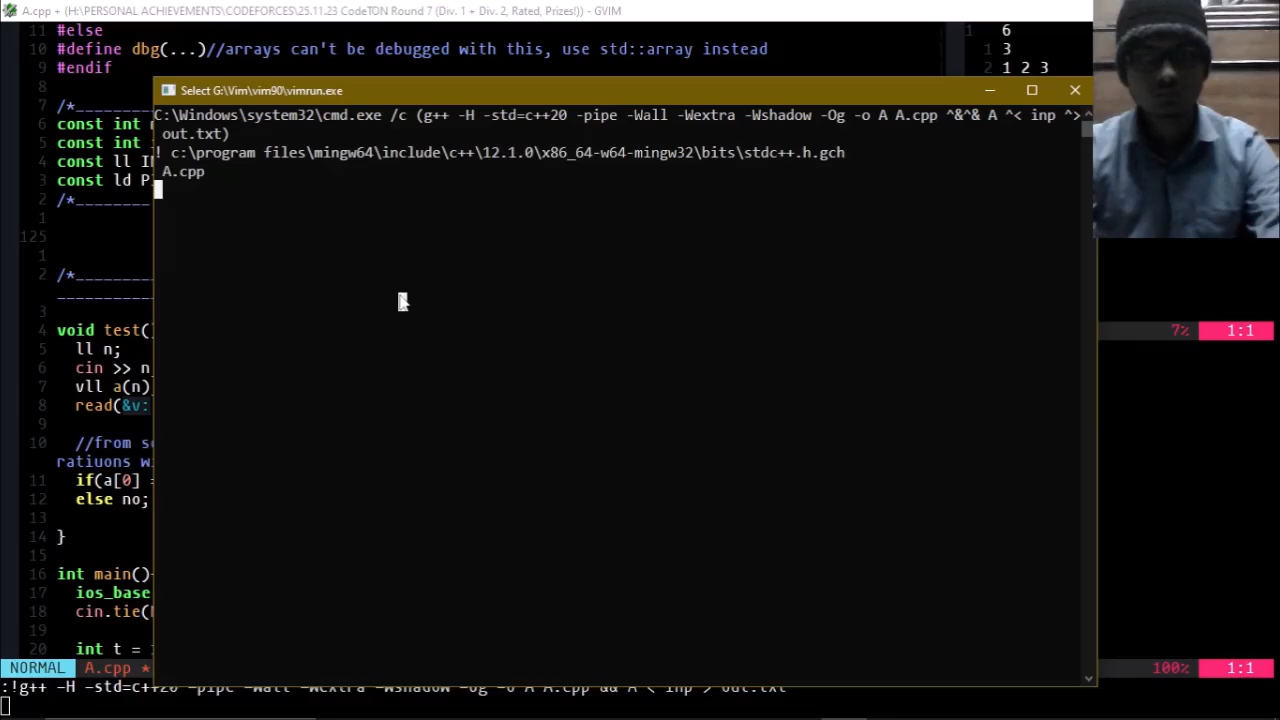 A.cpp + (H:\PERSONAL ACHIEVEMENTS\CODEFORCES\25.11.23 CodeTON Round 7 (Div. 1 + Div. 2, Rated, Prizes!)) - GVIM
11 #else
10 #define dbg(...)//arrays can't be debugged with this, use std::array instead
9 #endif
8
7 /*
6 const int
5 const int
4 const ll
3 const ld
2 /*
1
125
1
2 /*
3
4 void test()
5 ll n;
6 cin >> n
7 vll a(n)
8 read(&v:
9
10 //from
ratiuons
11 if(a[0] =
12 else no;
13
14 }
15
16 int main()
17 ios_base
18 cin.tie(
19
20 int t =
1 6
1 3
2 1 2 3
Select G:\Vim\vim90\vimrun.exe
C:\Windows\system32\cmd.exe /c (g++ -H -std=c++20 -pipe -Wall -Wextra -Wshadow -Og -o A A.cpp ^&^& A ^< inp ^>
out.txt)
! c:\program files\mingw64\include\c++\12.1.0\x86_64-w64-mingw32\bits\stdc++.h.gch
A.cpp
7% 1:1
NORMAL A.cpp
100% 1:1
:!g++ -H -std=c++20 -pipe -Wall -Wextra -Wshadow -Og -o A A.cpp && A < inp > out.txt